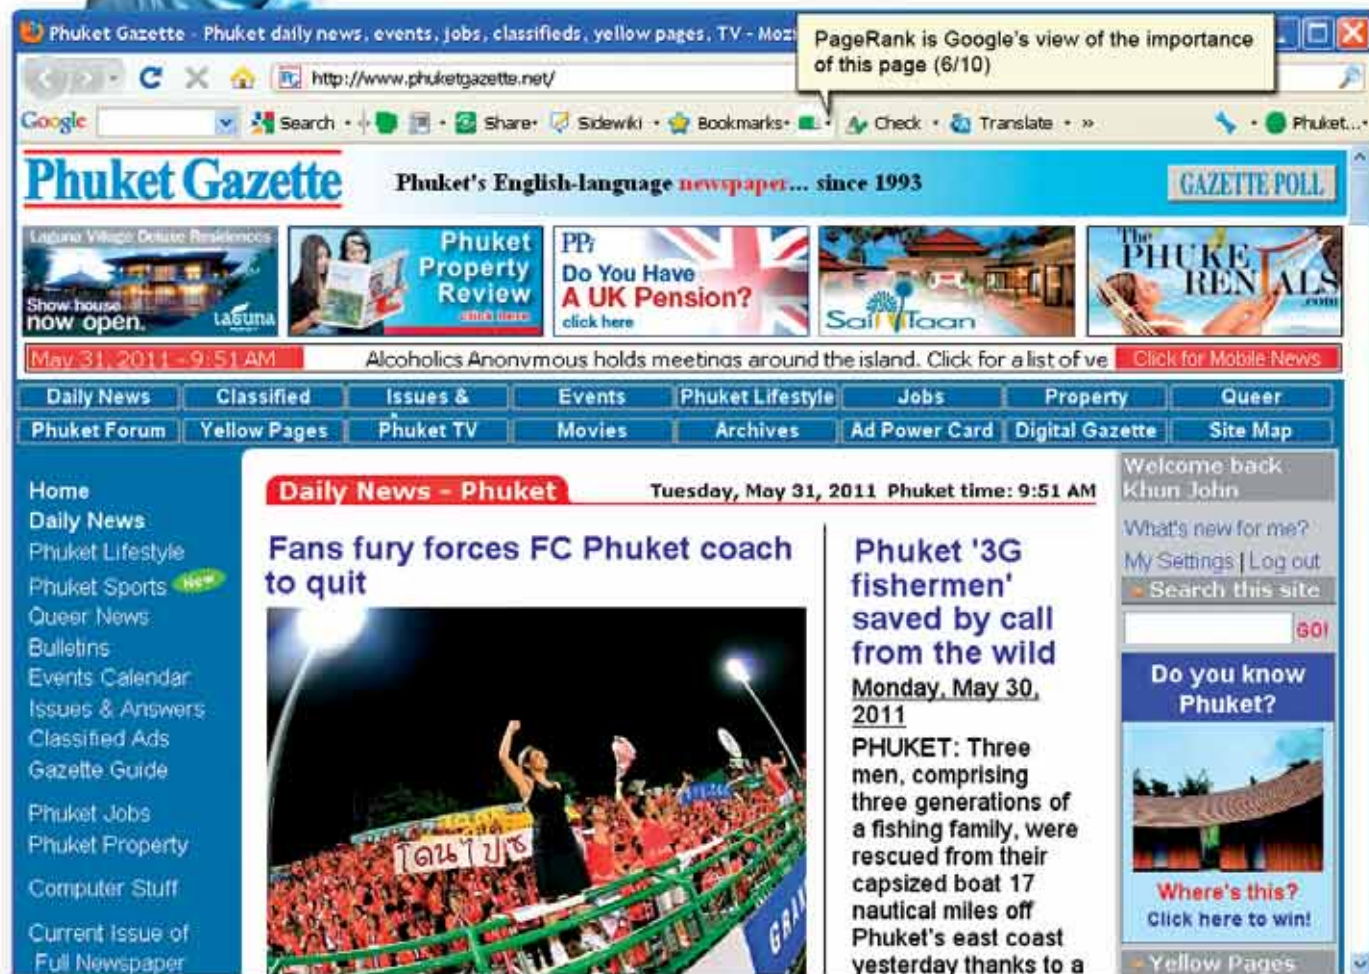 Phuket Gazette - Phuket daily news, events, jobs, classifieds, yellow pages, TV - Moz
PageRank is Google's view of the importance
of this page (6/10)
http://www.phuketgazette.net/
Google Search Share Sidewiki Bookmarks Check Translate » Phuket...
Phuket Gazette
Phuket's English-language newspaper... since 1993
GAZETTE POLL
Laguna Village Deluxe Residences
Show house
now open.
LAGUNA
Phuket
Property
Review
click here
PPi
Do You Have
A UK Pension?
click here
Sai Taan
The
PHUKET
RENTALS
.com
May 31, 2011 - 9:51 AM
Alcoholics Anonymous holds meetings around the island. Click for a list of ve
Click for Mobile News
Daily News Classified Issues & Events Phuket Lifestyle Jobs Property Queer
Phuket Forum Yellow Pages Phuket TV Movies Archives Ad Power Card Digital Gazette Site Map
Home
Daily News
Phuket Lifestyle
Phuket Sports New
Queer News
Bulletins
Events Calendar
Issues & Answers
Classified Ads
Gazette Guide
Phuket Jobs
Phuket Property
Computer Stuff
Current Issue of
Full Newspaper
Daily News - Phuket
Tuesday, May 31, 2011 Phuket time: 9:51 AM
Fans fury forces FC Phuket coach
to quit
โดนไปซ
GRAN
Phuket '3G
fishermen'
saved by call
from the wild
Monday, May 30,
2011
PHUKET: Three
men, comprising
three generations of
a fishing family, were
rescued from their
capsized boat 17
nautical miles off
Phuket's east coast
yesterday thanks to a
Welcome back
Khun John
What's new for me?
My Settings | Log out
Search this site
GO!
Do you know
Phuket?
Where's this?
Click here to win!
Yellow Pages